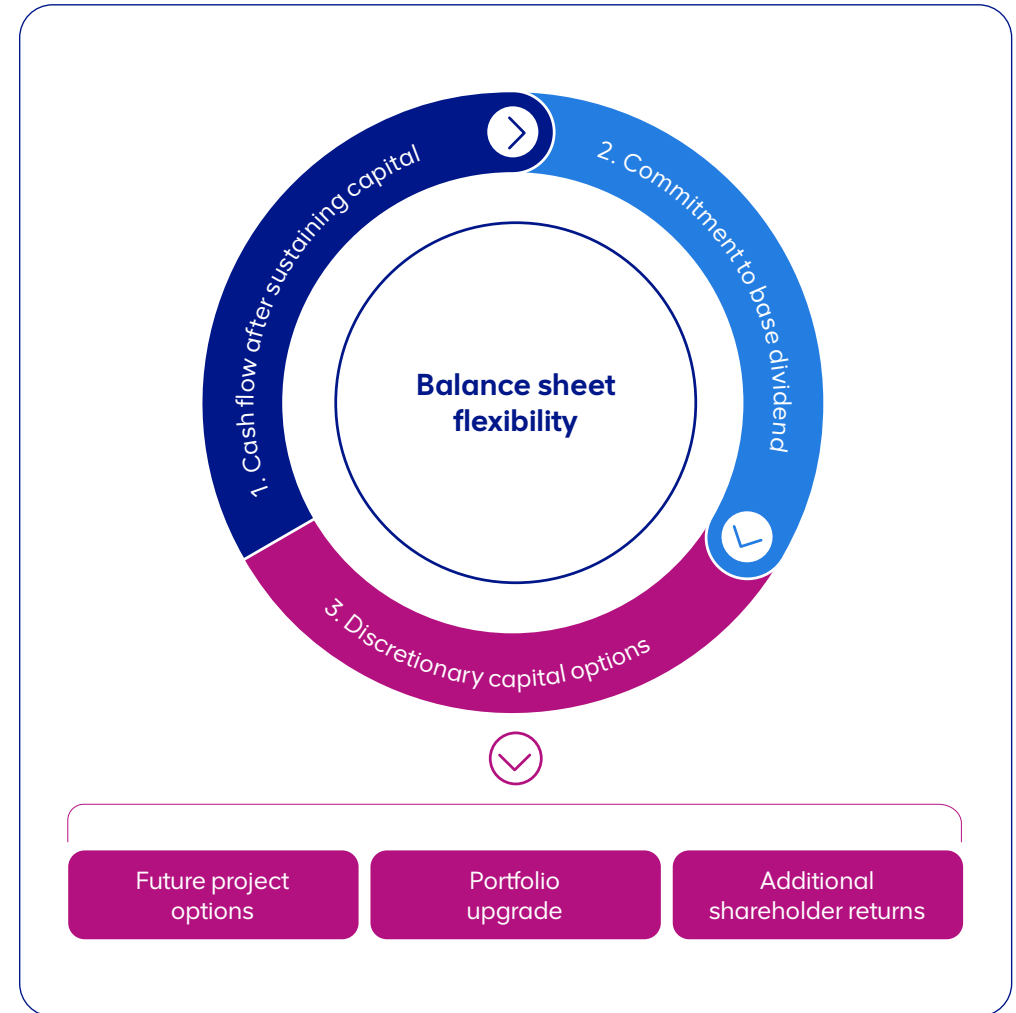 1. Cash flow after sustaining capital
2. Commitment to base dividend
Balance sheet
flexibility
3. Discretionary capital options
Future project
options
Portfolio
upgrade
Additional
shareholder returns